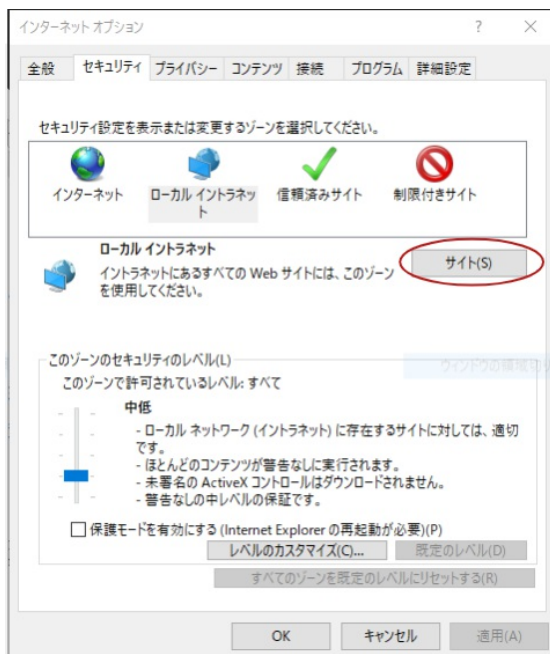 インターネット オプション ? ×
全般 セキュリティ プライバシー コンテンツ 接続 プログラム 詳細設定
セキュリティ設定を表示または変更するゾーンを選択してください。
インターネット ローカル イントラネッ 信頼済みサイト 制限付きサイト
ト
ローカル イントラネット
サイト(S)
イントラネットにあるすべての Web サイトには、このゾーン
を使用してください。
このゾーンのセキュリティのレベル(L)
ウィンドウの領域切り
このゾーンで許可されているレベル: すべて
中低
- ローカル ネットワーク (イントラネット) に存在するサイトに対しては、適切
です。
- ほとんどのコンテンツが警告なしに実行されます。
- 未署名の ActiveX コントロールはダウンロードされません。
- 警告なしの中レベルの保証です。
保護モードを有効にする (Internet Explorer の再起動が必要)(P)
レベルのカスタマイズ(C)... 既定のレベル(D)
すべてのゾーンを既定のレベルにリセットする(R)
OK キャンセル 適用(A)